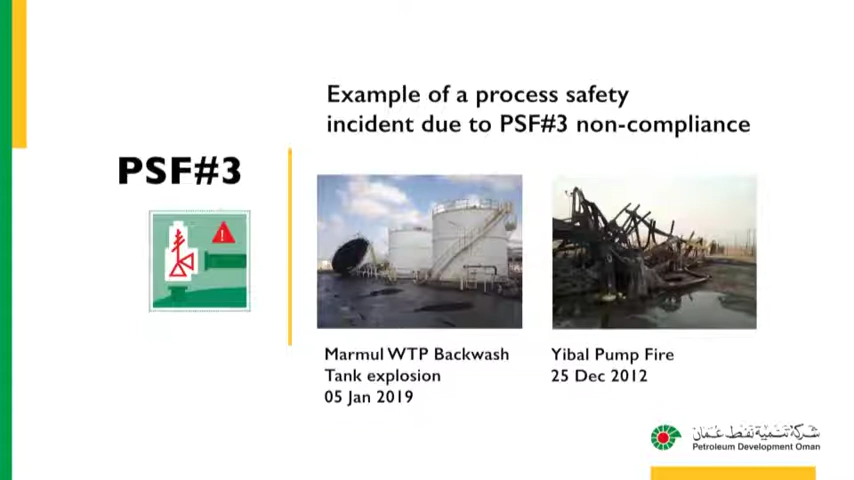 Example of a process safety
incident due to PSF#3 non-compliance
PSF#3
Marmul WTP Backwash
Tank explosion
05 Jan 2019
Yibal Pump Fire
25 Dec 2012
شركة تنمية نفط عمان
Petroleum Development Oman